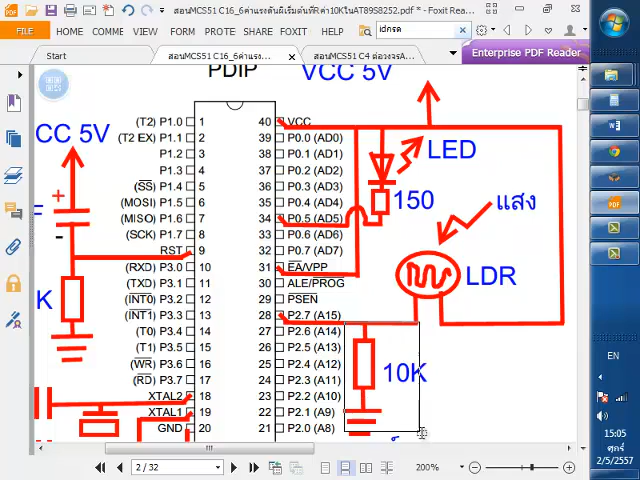 สอนMCS51 C16_6ค่าแรงดันผิเริ่มต้นที่Rค่า10KในAT89S8252.pdf * - Foxit Rea...
FILE HOME COMME VIEW FORM PROTE SHARE HELP
ไดกรด
Start สอนMCS51 C16_6ค่าแรงดันผิเ... สอนMCS51 C4 ต่อวงจรA...
Enterprise PDF Reader
PDIP VCC 5V
(T2) P1.0 1 40 VCC
(T2 EX) P1.1 2 39 P0.0 (AD0)
CC 5V
P1.2 3 38 P0.1 (AD1)
LED
P1.3 4 37 P0.2 (AD2)
(SS) P1.4 5 36 P0.3 (AD3)
+
(MOSI) P1.5 6 35 P0.4 (AD4)
150
แสง
(MISO) P1.6 7 34 P0.5 (AD5)
-
(SCK) P1.7 8 33 P0.6 (AD6)
RST 9 32 P0.7 (AD7)
(RXD) P3.0 10 31 EA/VPP
LDR
(TXD) P3.1 11 30 ALE/PROG
K
(INT0) P3.2 12 29 PSEN
(INT1) P3.3 13 28 P2.7 (A15)
(T0) P3.4 14 27 P2.6 (A14)
(T1) P3.5 15 26 P2.5 (A13)
(WR) P3.6 16 25 P2.4 (A12)
10K
(RD) P3.7 17 24 P2.3 (A11)
XTAL2 18 23 P2.2 (A10)
XTAL1 19 22 P2.1 (A9)
GND 20 21 P2.0 (A8)
2 / 32 200%
EN
15:05
ศุกร์
2/5/2557